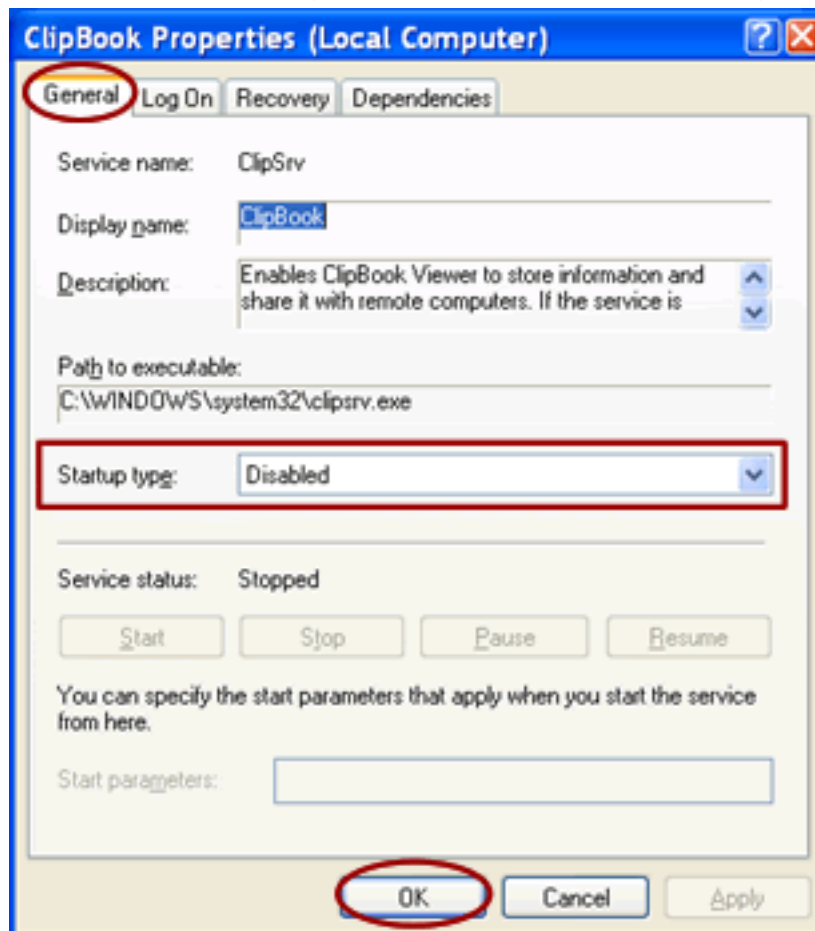 ClipBook Properties (Local Computer)
General Log On Recovery Dependencies
Service name: ClipSrv
Display name: ClipBook
Description: Enables ClipBook Viewer to store information and
share it with remote computers. If the service is
Path to executable:
C:\WINDOWS\system32\clipsrv.exe
Startup type: Disabled
Service status: Stopped
Start Stop Pause Resume
You can specify the start parameters that apply when you start the service
from here.
Start parameters:
OK Cancel Apply